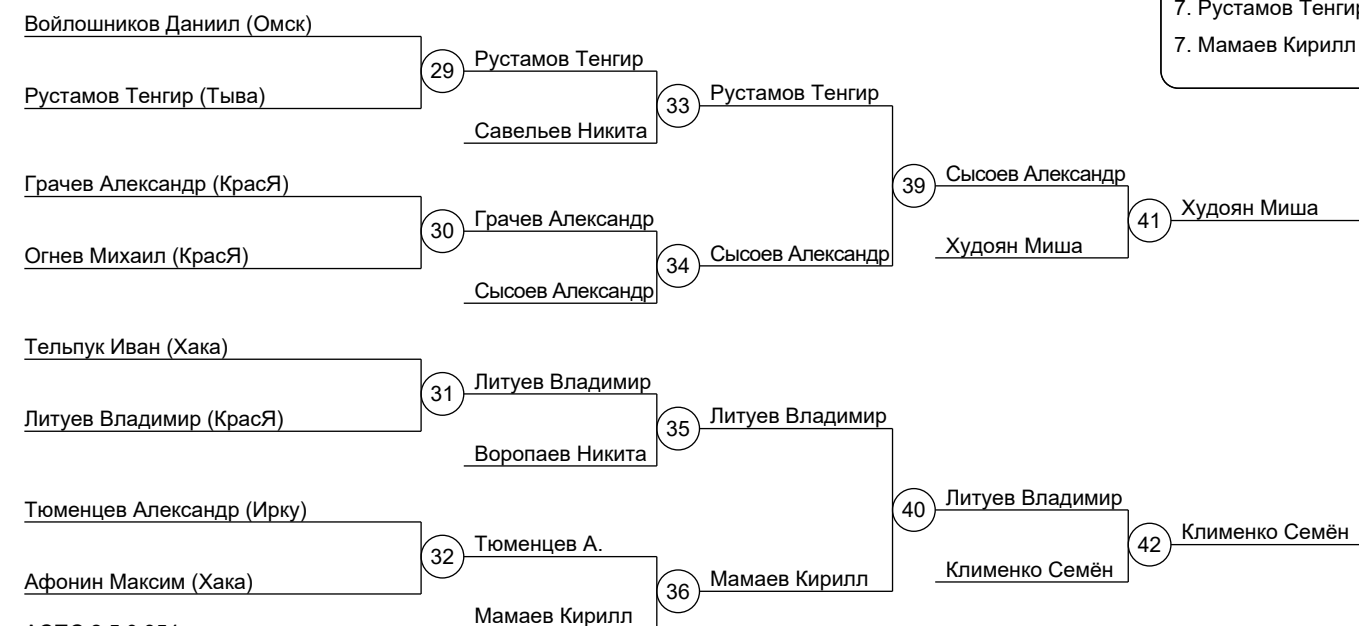 7. Рустамов Тенгир
7. Мамаев Кирилл
Войлошников Даниил (Омск)
29
Рустамов Тенгир
Рустамов Тенгир (Тыва)
33
Рустамов Тенгир
Савельев Никита
Грачев Александр (КрасЯ)
39
Сысоев Александр
30
Грачев Александр
41
Худоян Миша
Огнев Михаил (КрасЯ)
34
Сысоев Александр
Худоян Миша
Сысоев Александр
Тельпук Иван (Хака)
31
Литуев Владимир
Литуев Владимир (КрасЯ)
35
Литуев Владимир
Воропаев Никита
Тюменцев Александр (Ирку)
40
Литуев Владимир
32
Тюменцев А.
42
Клименко Семён
Афонин Максим (Хака)
36
Мамаев Кирилл
Клименко Семён
Мамаев Кирилл